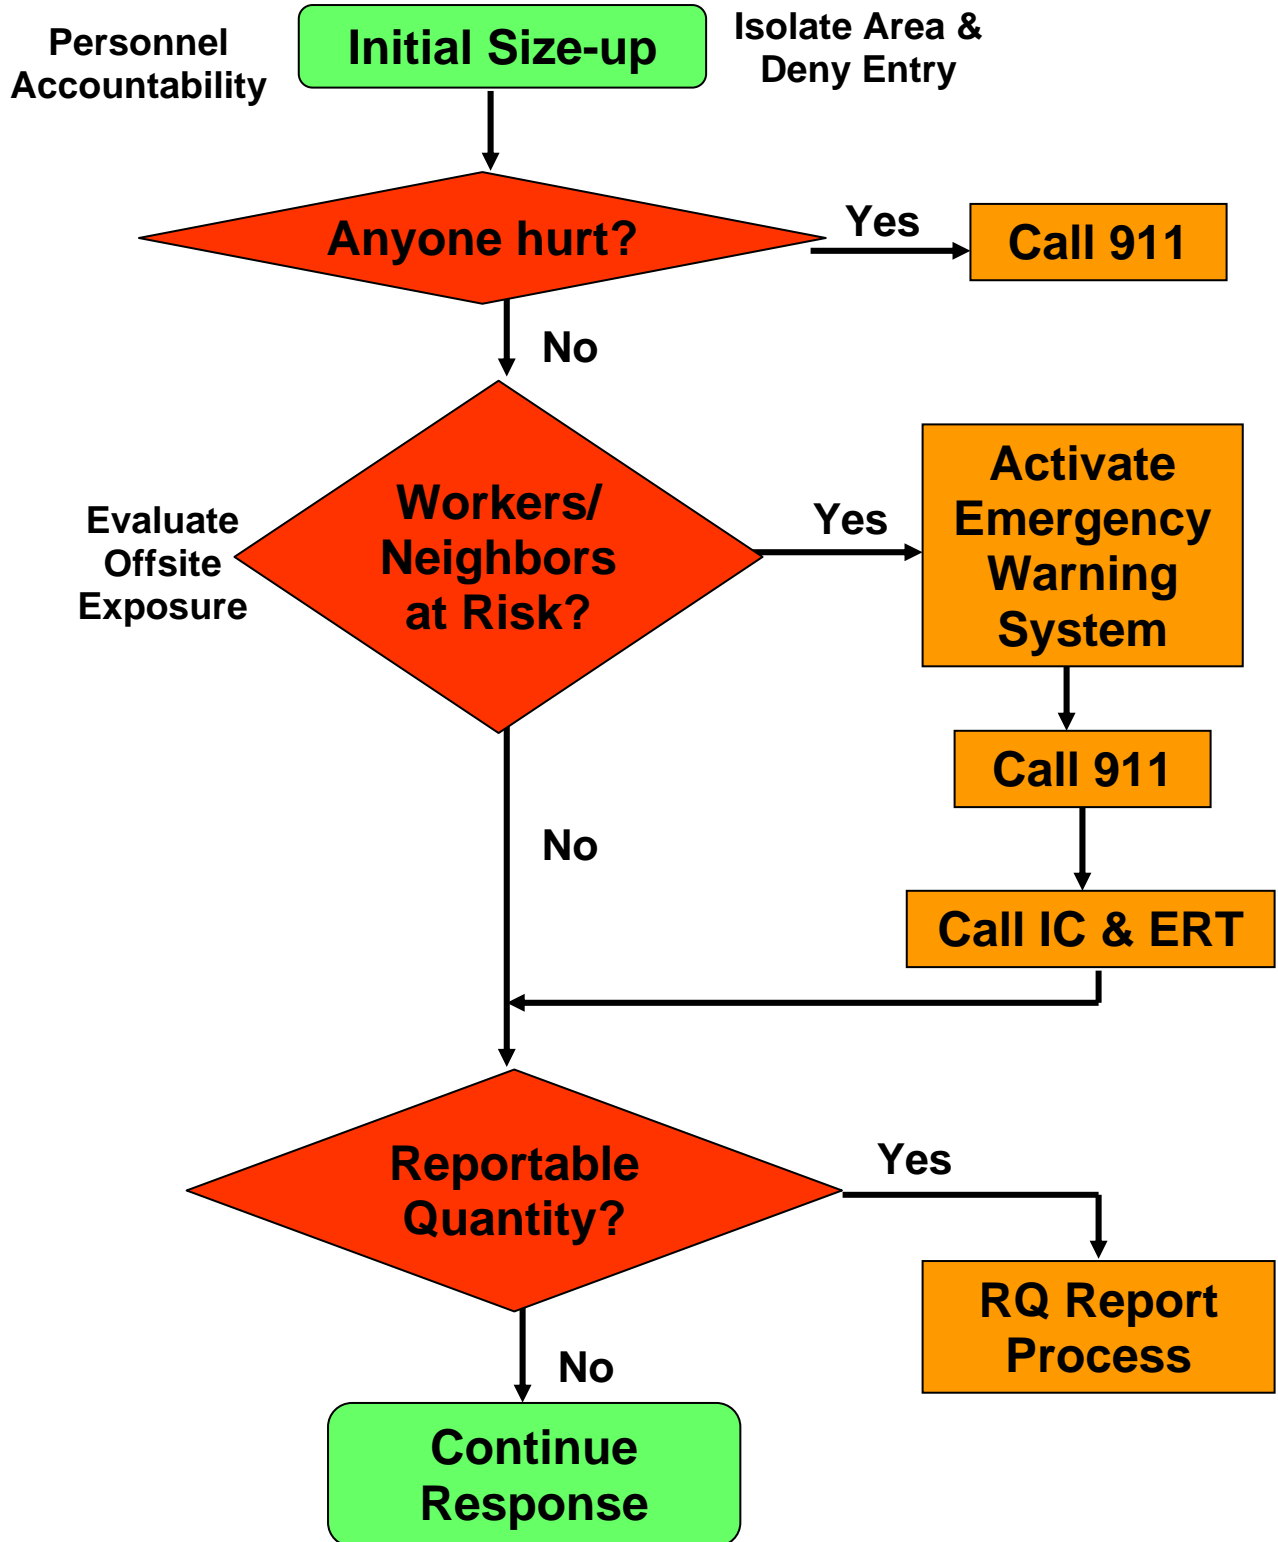 Personnel
Accountability
Initial Size-up
Isolate Area &
Deny Entry
Anyone hurt?
Yes
Call 911
No
Evaluate
Offsite
Exposure
Workers/
Neighbors
at Risk?
Yes
Activate
Emergency
Warning
System
Call 911
No
Call IC & ERT
Reportable
Quantity?
Yes
RQ Report
Process
No
Continue
Response